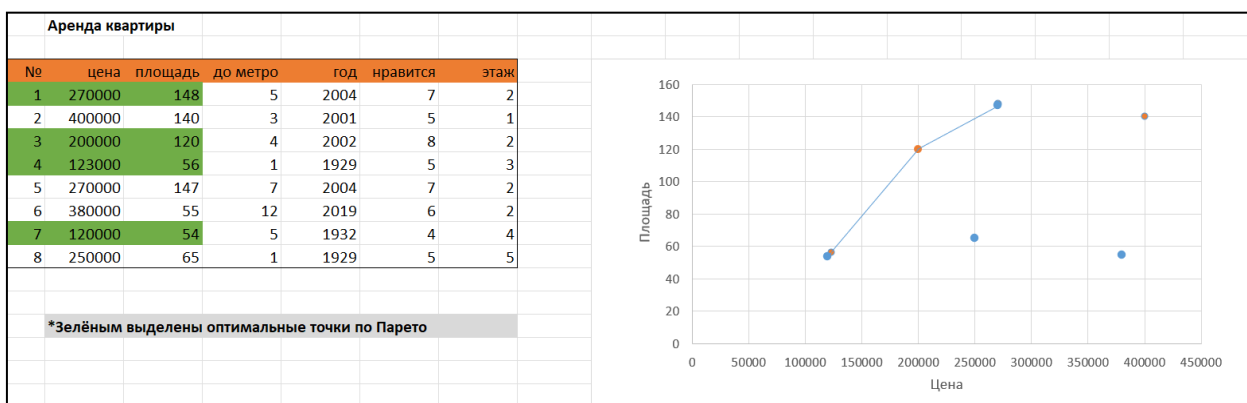 Аренда квартиры
№ цена площадь до метро год нравится этаж
1 270000 148 5 2004 7 2
2 400000 140 3 2001 5 1
3 200000 120 4 2002 8 2
4 123000 56 1 1929 5 3
5 270000 147 7 2004 7 2
6 380000 55 12 2019 6 2
7 120000 54 5 1932 4 4
8 250000 65 1 1929 5 5
*Зелёным выделены оптимальные точки по Парето
160
140
120
100
80
60
40
20
0
Площадь
0 50000 100000 150000 200000 250000 300000 350000 400000 450000
Цена